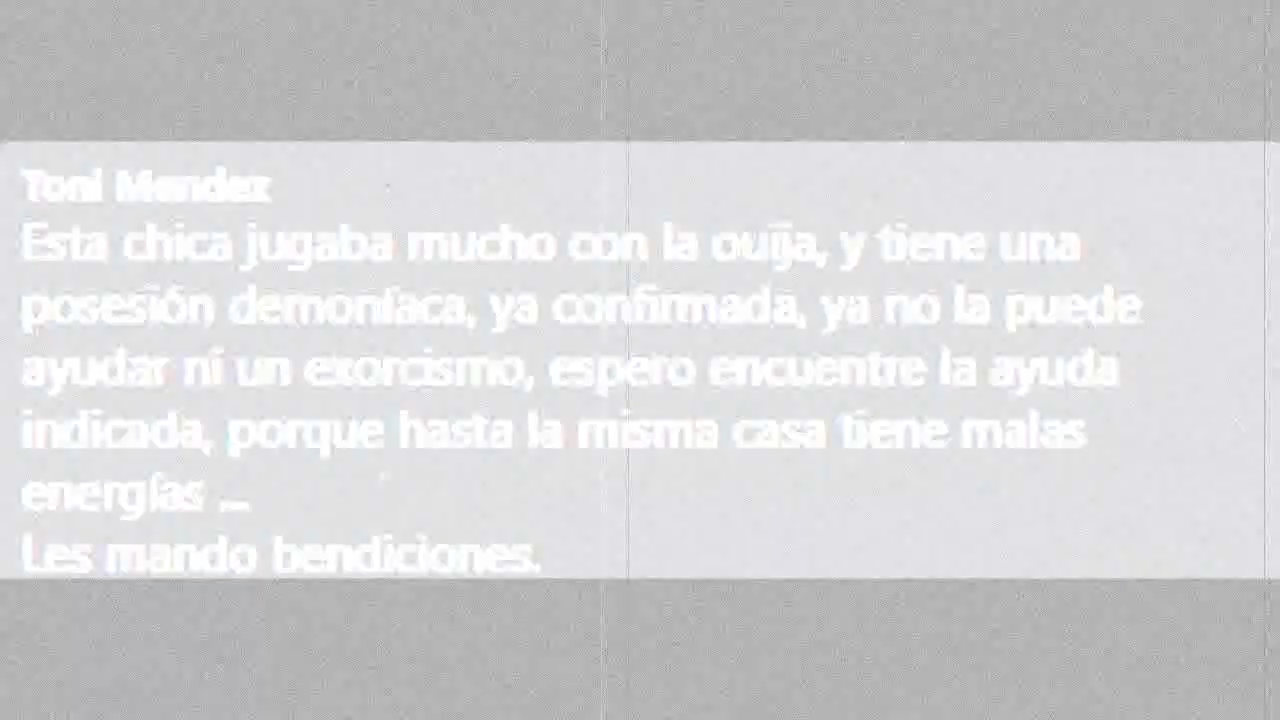 Toni Mendez
Esta chica jugaba mucho con la ouija, y tiene una
posesión demoníaca, ya confirmada, ya no la puede
ayudar ni un exorcismo, espero encuentre la ayuda
indicada, porque hasta la misma casa tiene malas
energías ...
Les mando bendiciones.